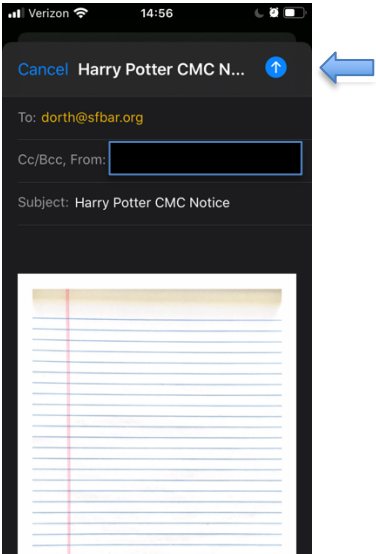 Verizon 14:56
Cancel Harry Potter CMC N...
To: dorth@sfbar.org
Cc/Bcc, From:
Subject: Harry Potter CMC Notice